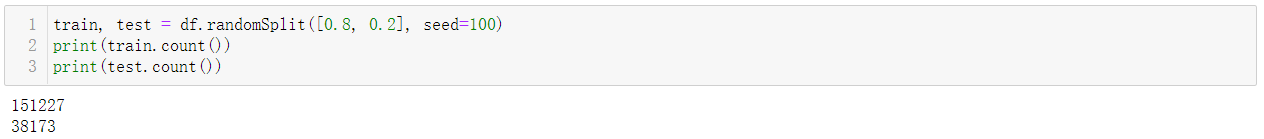 1 train, test = df.randomSplit([0.8, 0.2], seed=100)
2 print(train.count())
3 print(test.count())
151227
38173